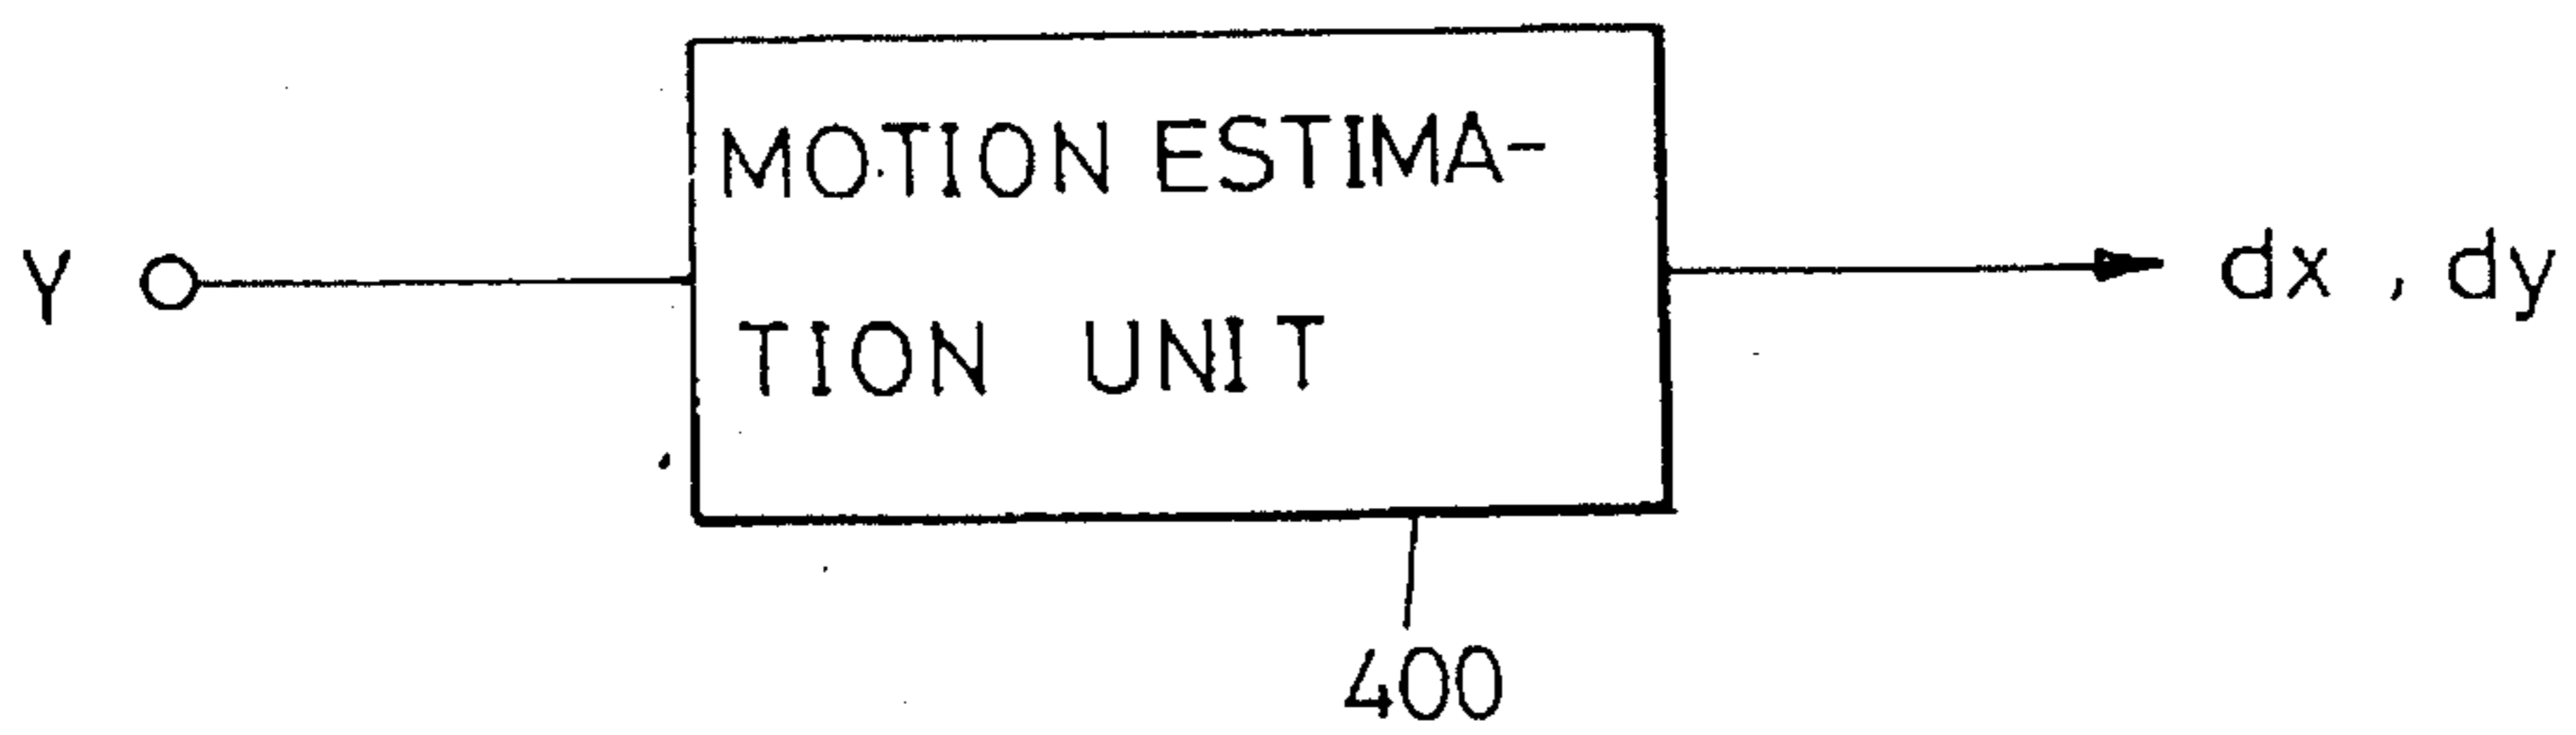 MOTION ESTIMA-
Y
dx , dy
TION UNIT
400